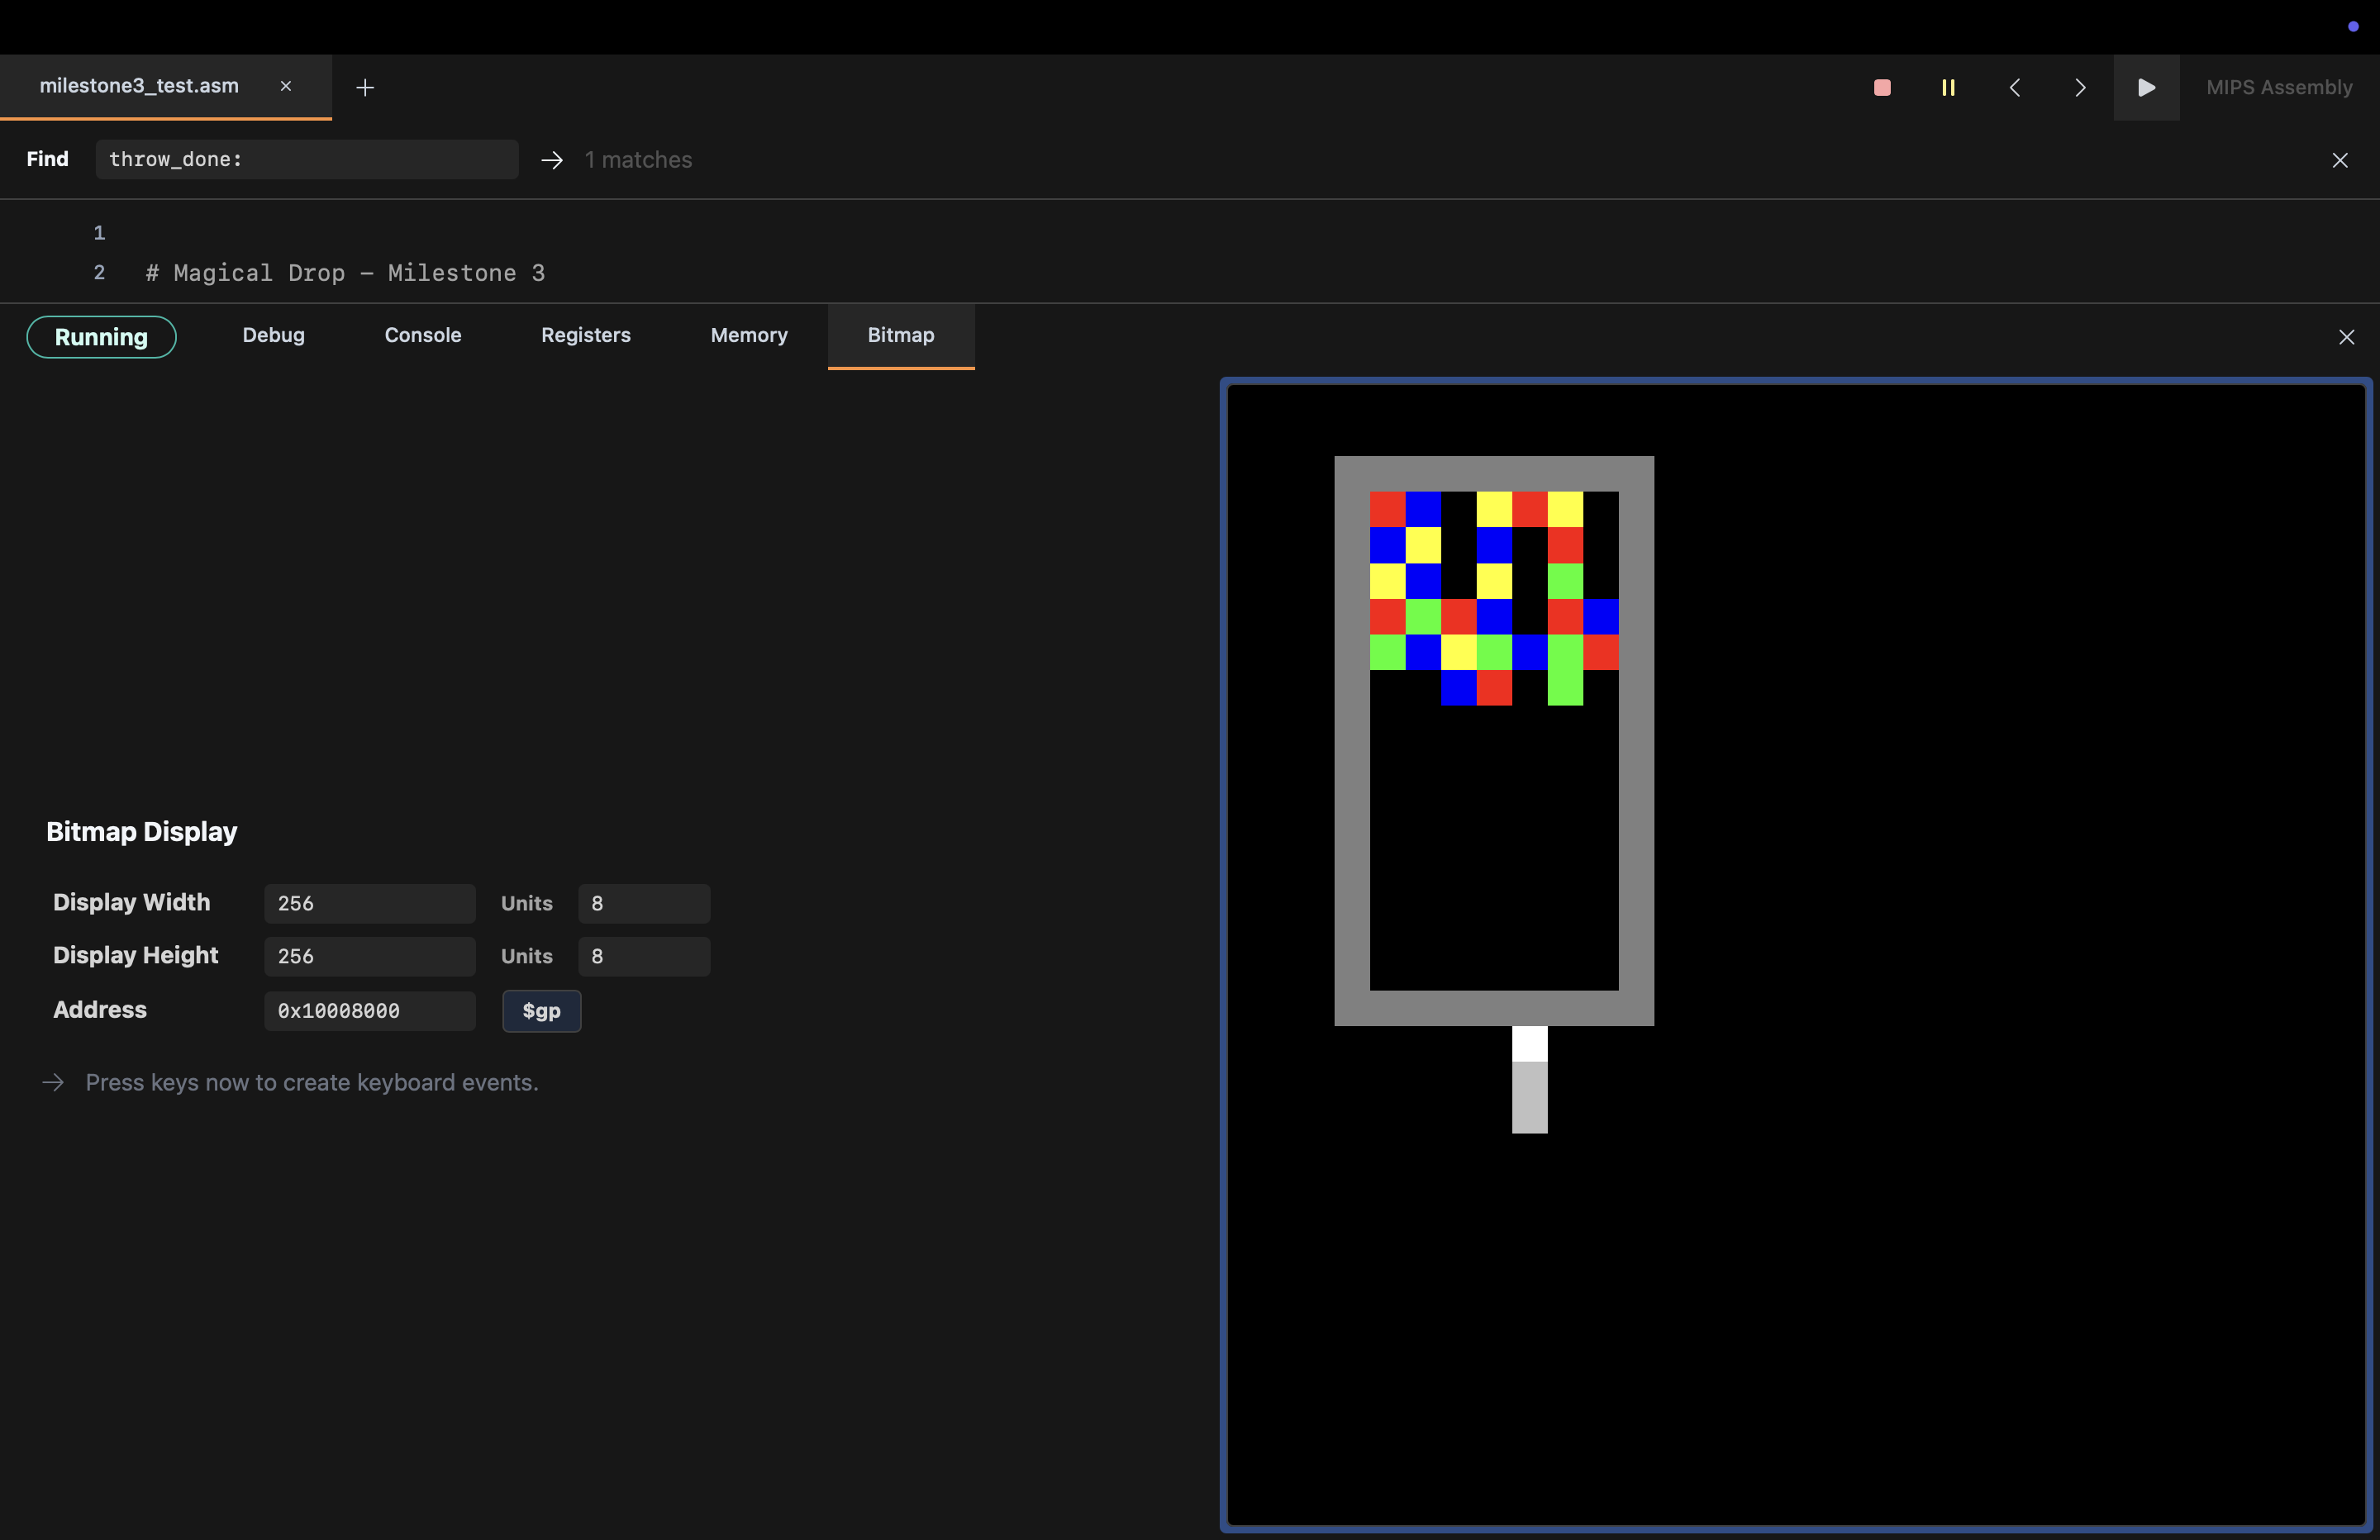 milestone3_test.asm × + MIPS Assembly
Find throw_done: → 1 matches
1
2 # Magical Drop – Milestone 3
Running Debug Console Registers Memory Bitmap
Bitmap Display
Display Width 256 Units 8
Display Height 256 Units 8
Address 0x10008000 $gp
→ Press keys now to create keyboard events.